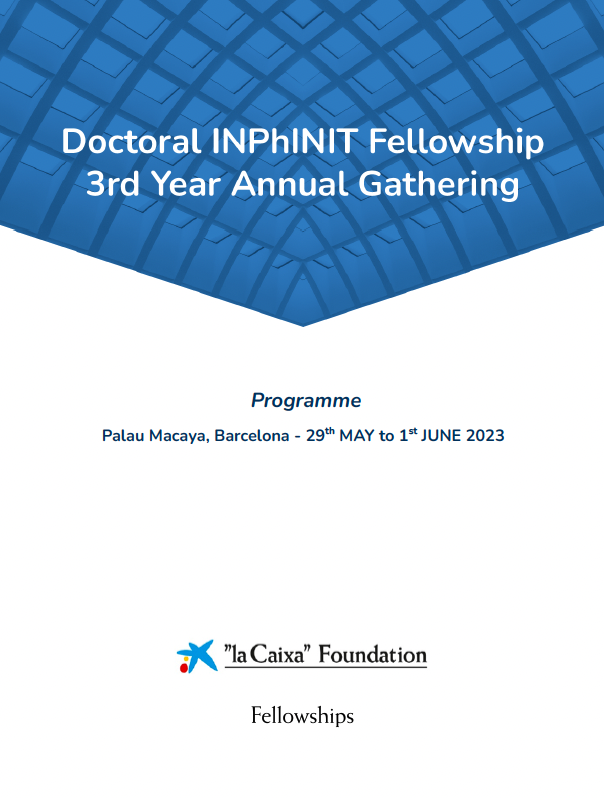 Doctoral INPhINIT Fellowship
3rd Year Annual Gathering
Programme
Palau Macaya, Barcelona - 29th MAY to 1st JUNE 2023
”la Caixa” Foundation
Fellowships